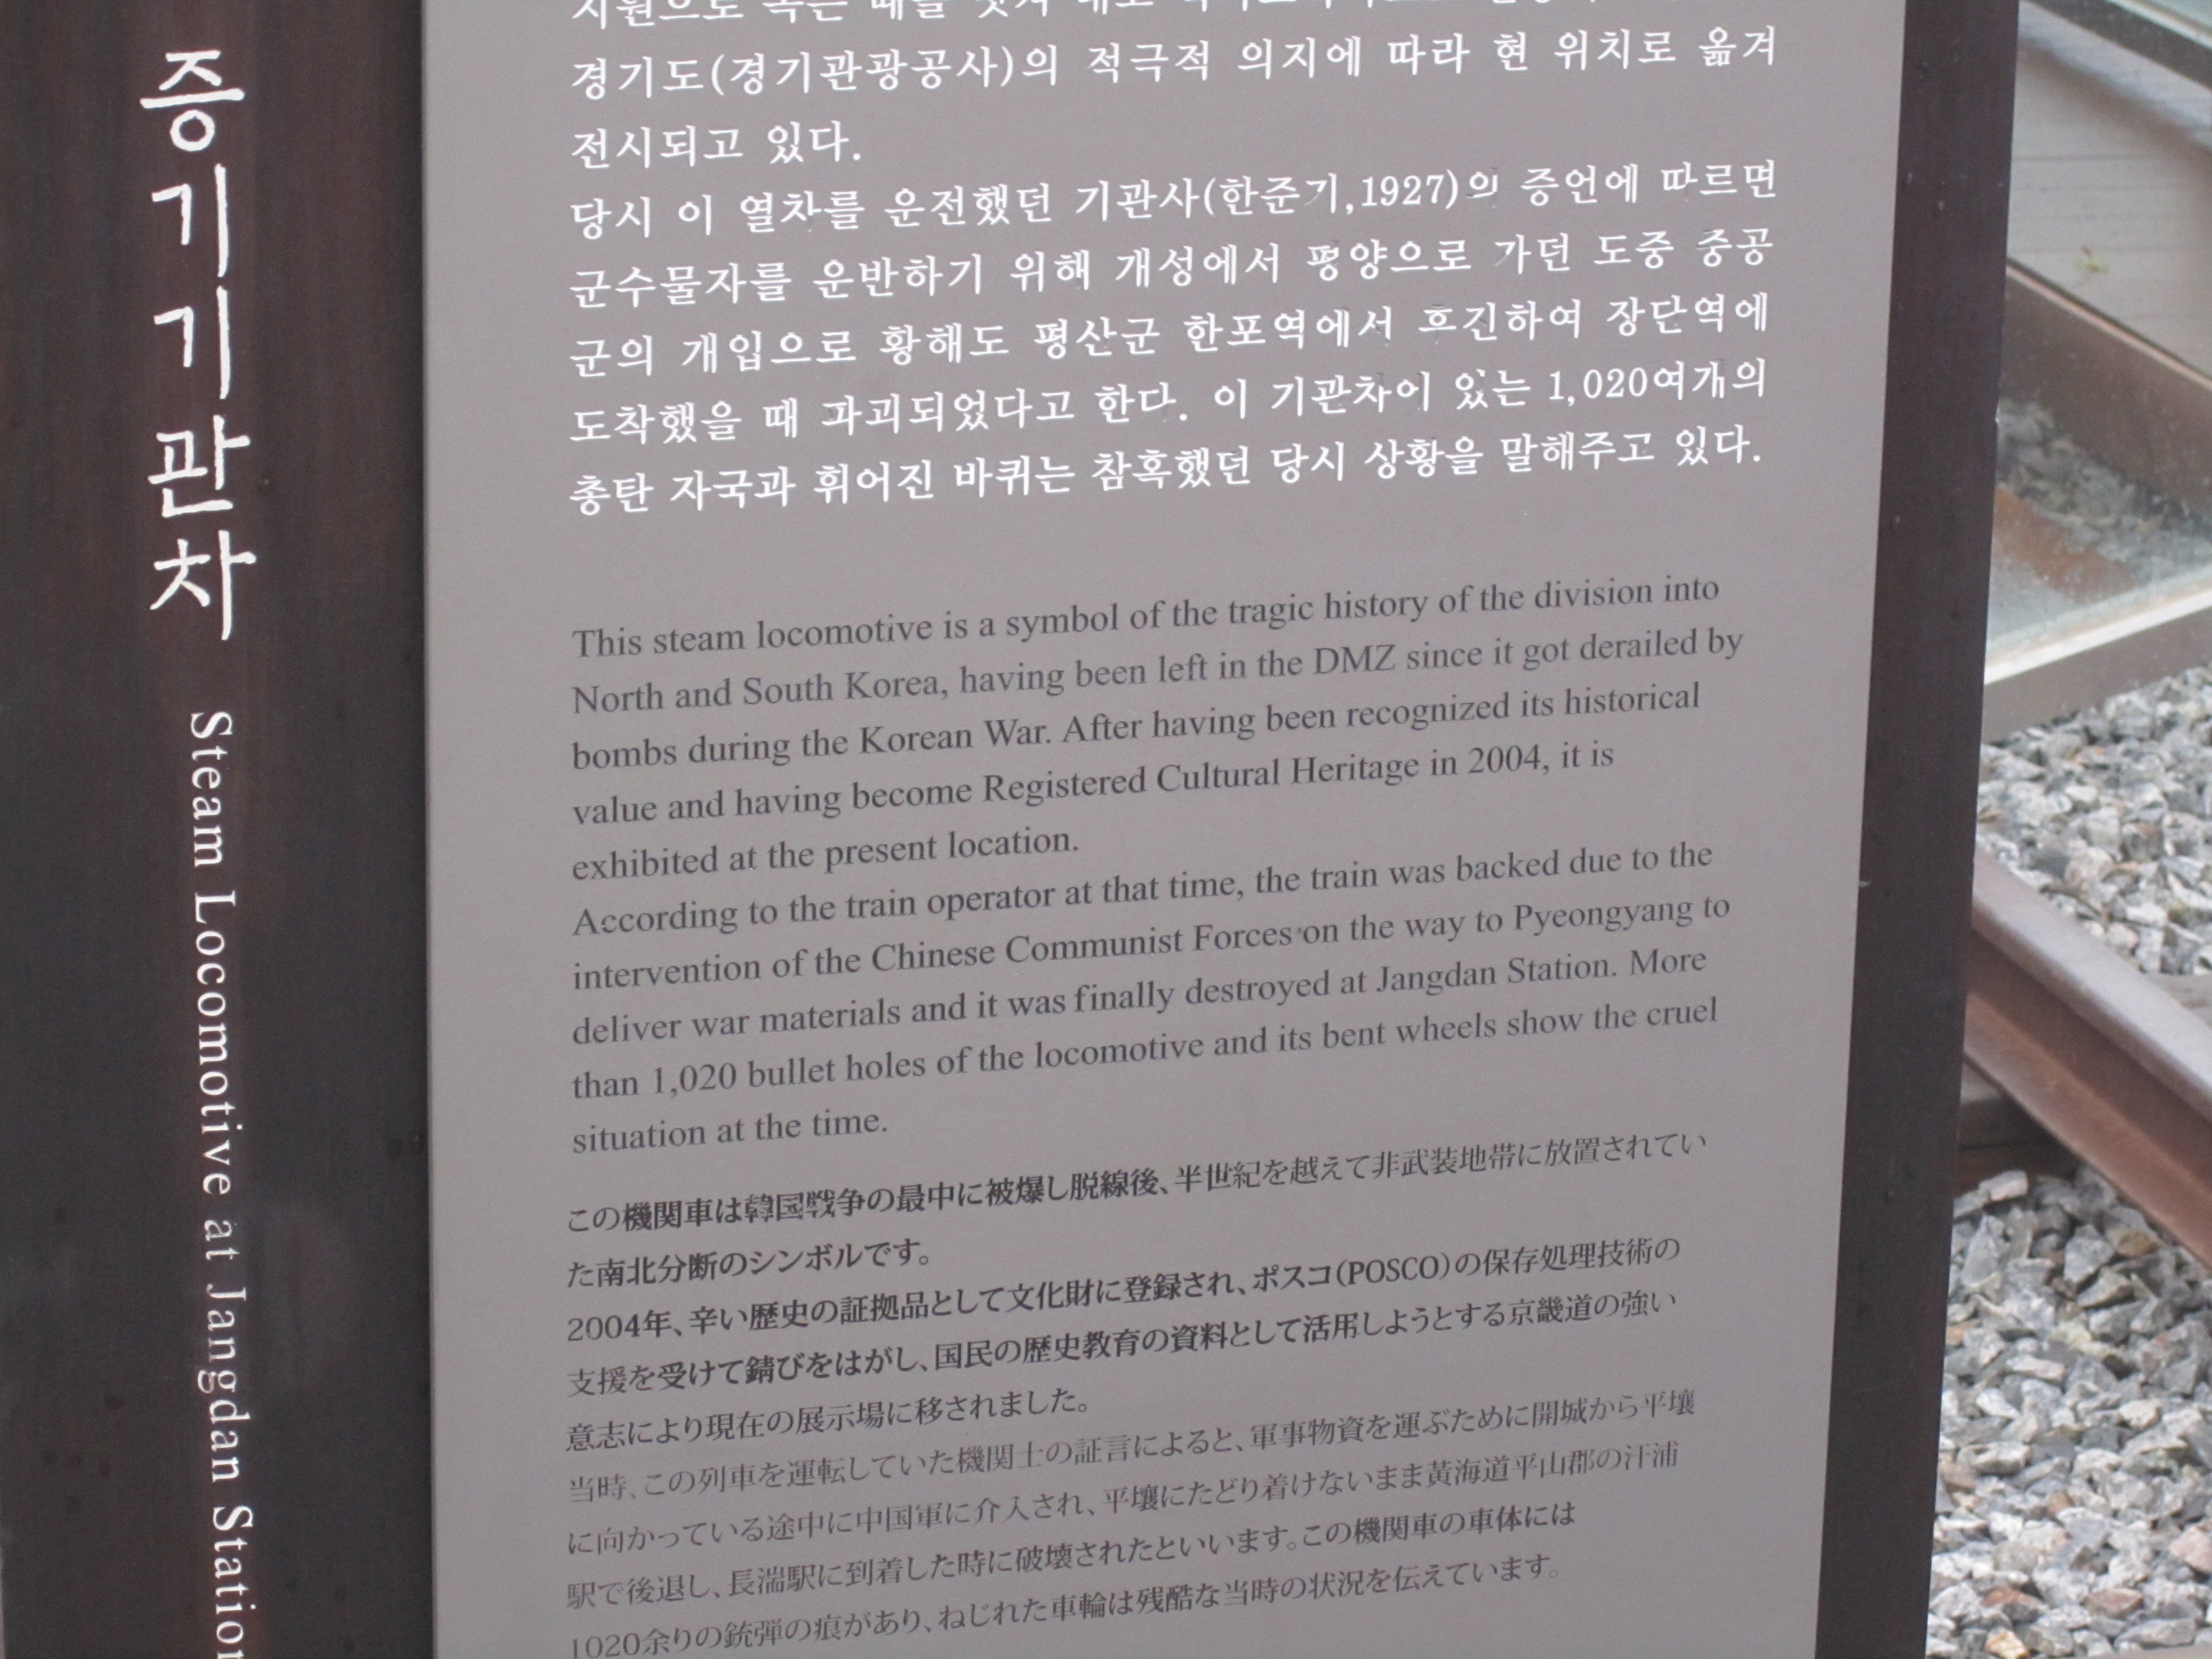 증기기관차 Steam Locomotive at Jangdan Station
경기도(경기관광공사)의 적극적 의지에 따라 현 위치로 옮겨
전시되고 있다.
당시 이 열차를 운전했던 기관사(한준기,1927)의 증언에 따르면
군수물자를 운반하기 위해 개성에서 평양으로 가던 도중 중공
군의 개입으로 황해도 평산군 한포역에서 후진하여 장단역에
도착했을 때 파괴되었다고 한다. 이 기관차에 있는 1,020여개의
총탄 자국과 휘어진 바퀴는 참혹했던 당시 상황을 말해주고 있다.
This steam locomotive is a symbol of the tragic history of the division into
North and South Korea, having been left in the DMZ since it got derailed by
bombs during the Korean War. After having been recognized its historical
value and having become Registered Cultural Heritage in 2004, it is
exhibited at the present location.
According to the train operator at that time, the train was backed due to the
intervention of the Chinese Communist Forces on the way to Pyeongyang to
deliver war materials and it was finally destroyed at Jangdan Station. More
than 1,020 bullet holes of the locomotive and its bent wheels show the cruel
situation at the time.
この機関車は韓国戦争の最中に被爆し脱線後、半世紀を越えて非武装地帯に放置されてい
た南北分断のシンボルです。
2004年、辛い歴史の証拠品として文化財に登録され、ポスコ(POSCO)の保存処理技術の
支援を受けて錆びをはがし、国民の歴史教育の資料として活用しようとする京畿道の強い
意志により現在の展示場に移されました。
当時、この列車を運転していた機関士の証言によると、軍事物資を運ぶために開城から平壌
に向かっている途中に中国軍に介入され、平壌にたどり着けないまま黄海道平山郡の汗浦
駅で後退し、長湍駅に到着した時に破壊されたといいます。この機関車の車体には
1020余りの銃弾の痕があり、ねじれた車輪は残酷な当時の状況を伝えています。